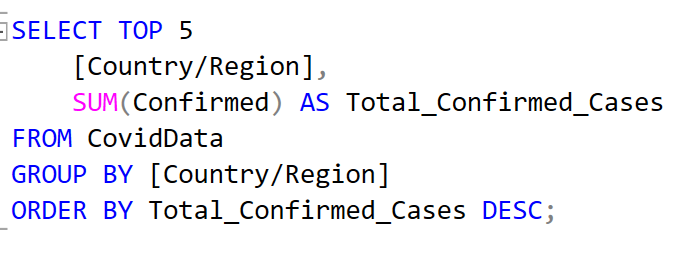 SELECT TOP 5
[Country/Region],
SUM(Confirmed) AS Total_Confirmed_Cases
FROM CovidData
GROUP BY [Country/Region]
ORDER BY Total_Confirmed_Cases DESC;